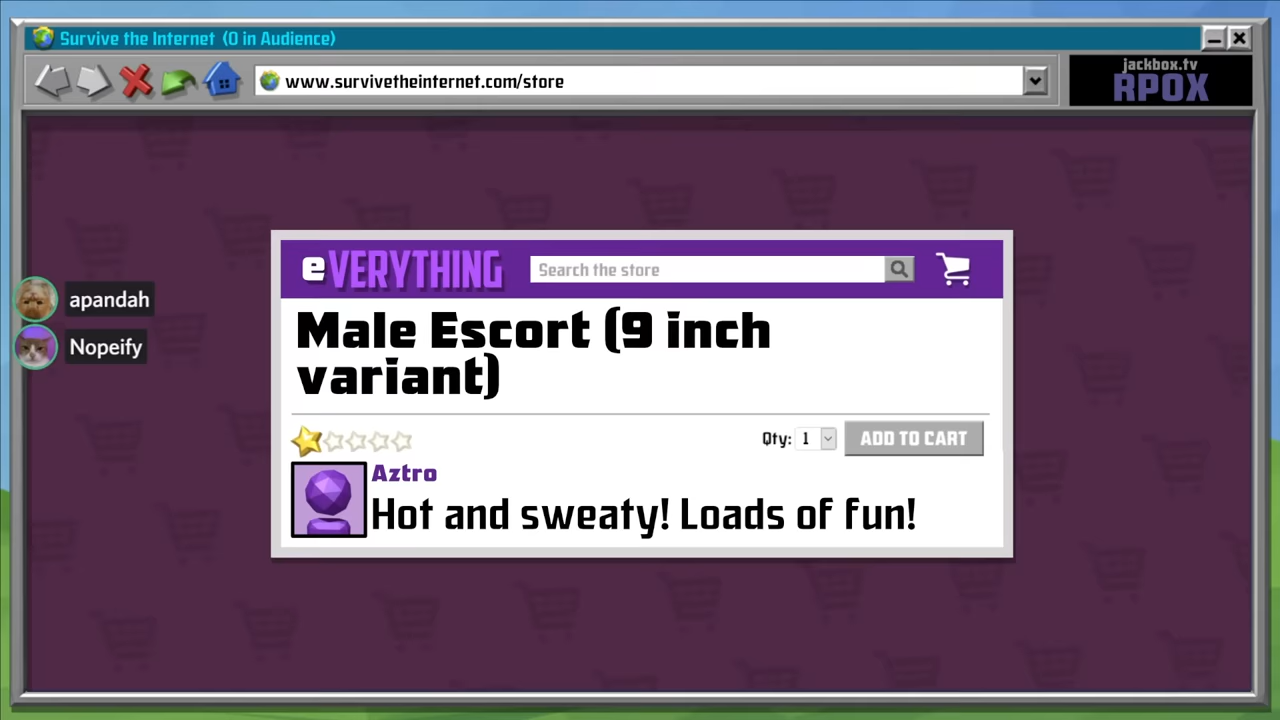 Survive the Internet (0 in Audience)
www.survivetheinternet.com/store
jackbox.tv
RPOX
eVERYTHING
Search the store
Male Escort (9 inch
variant)
Qty: 1
ADD TO CART
Aztro
Hot and sweaty! Loads of fun!
apandah
Nopeify